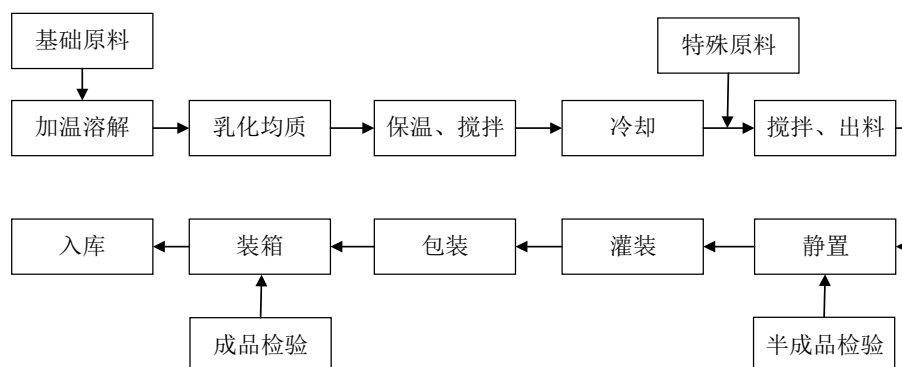 基础原料
特殊原料
加温溶解
乳化均质
保温、搅拌
冷却
搅拌、出料
入库
装箱
包装
灌装
静置
成品检验
半成品检验